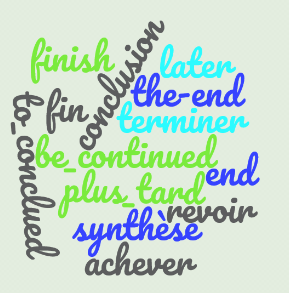 finish
conclusion
later
the-end
fin
terminer
to_conclued
be_continued
end
plus_tard
revoir
synthèse
achever